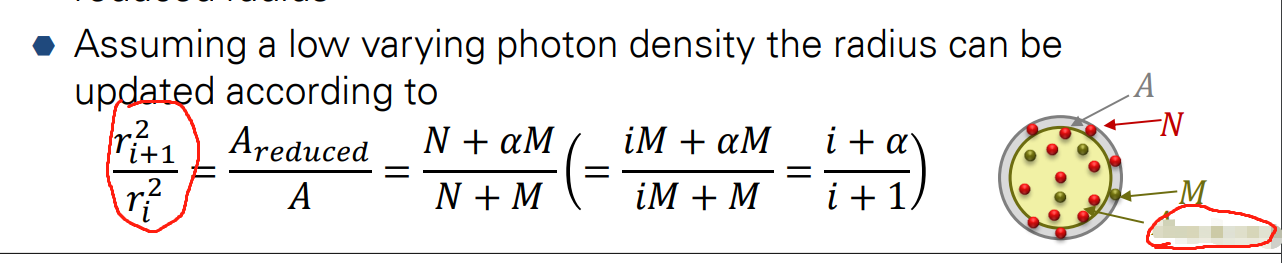 Assuming a low varying photon density the radius can be
updated according to
r²ᵢ₊₁ / r²ᵢ = A_reduced / A = (N + αM) / (N + M) (= (iM + αM) / (iM + M) = (i + α) / (i + 1))
A
N
M